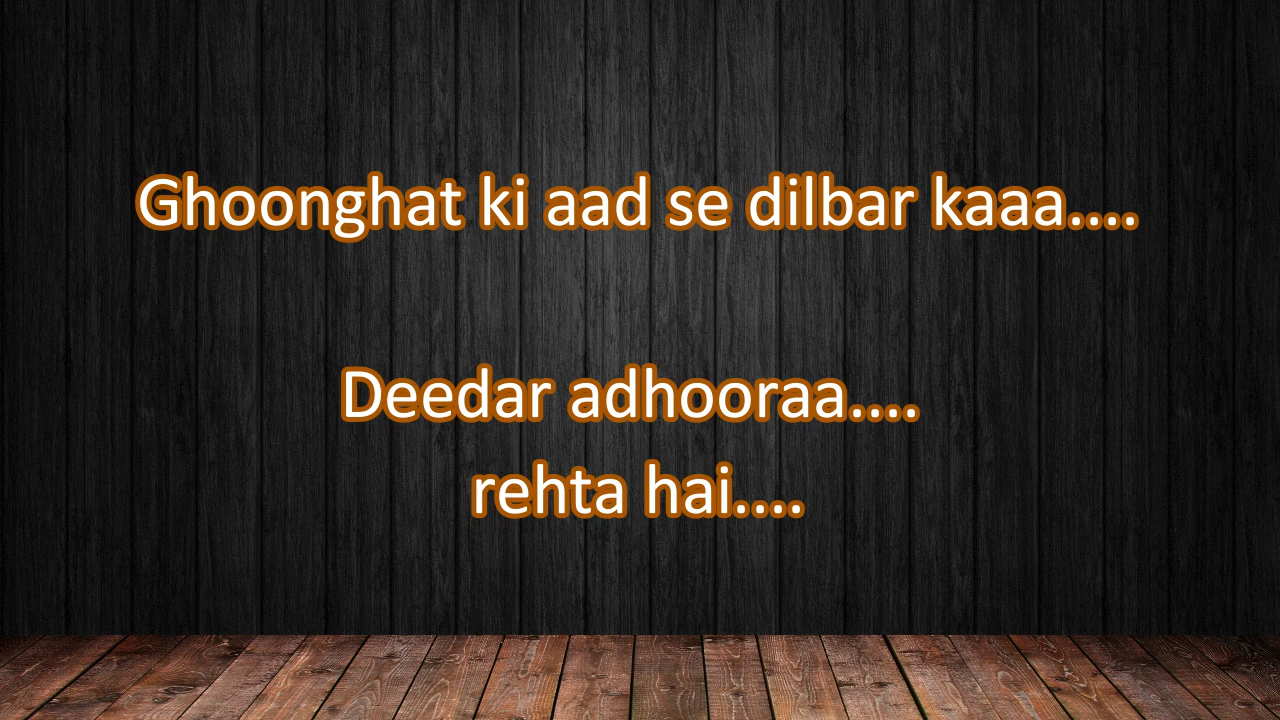 Ghoonghat ki aad se dilbar kaaa....
Deedar adhooraa....
rehta hai....